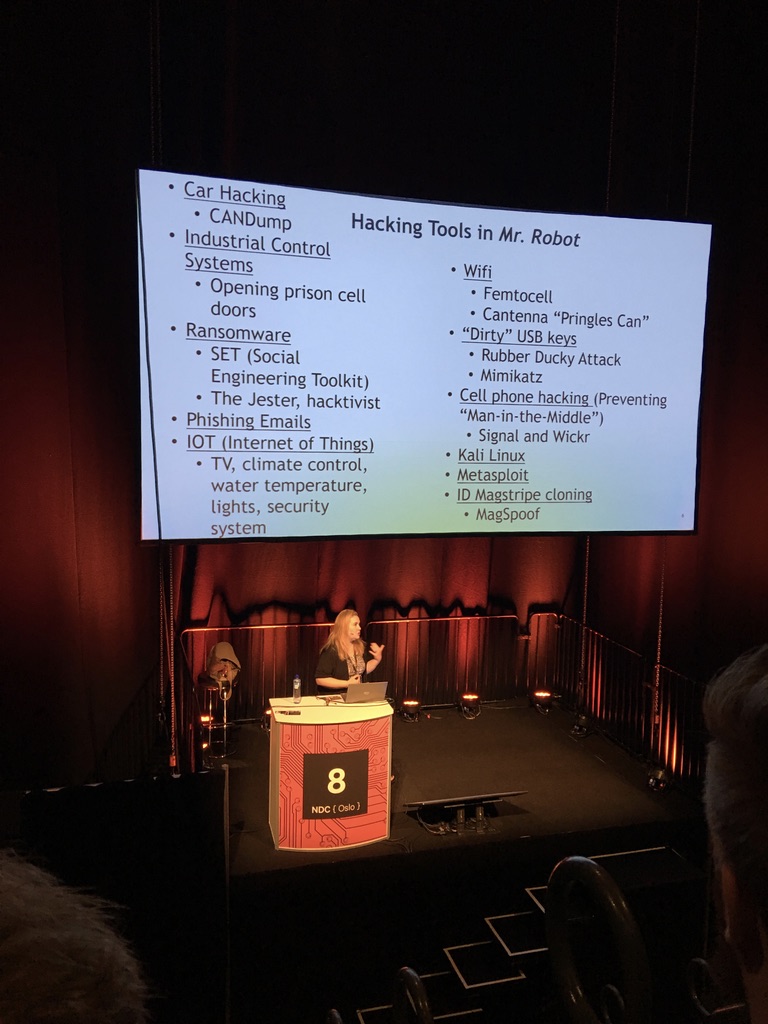 Hacking Tools in Mr. Robot
• Car Hacking
• CANDump
• Industrial Control
Systems
• Opening prison cell
doors
• Ransomware
• SET (Social
Engineering Toolkit)
• The Jester, hacktivist
• Phishing Emails
• IOT (Internet of Things)
• TV, climate control,
water temperature,
lights, security
system
• Wifi
• Femtocell
• Cantenna “Pringles Can”
• “Dirty” USB keys
• Rubber Ducky Attack
• Mimikatz
• Cell phone hacking (Preventing
“Man-in-the-Middle”)
• Signal and Wickr
• Kali Linux
• Metasploit
• ID Magstripe cloning
• MagSpoof
8
NDC { Oslo }